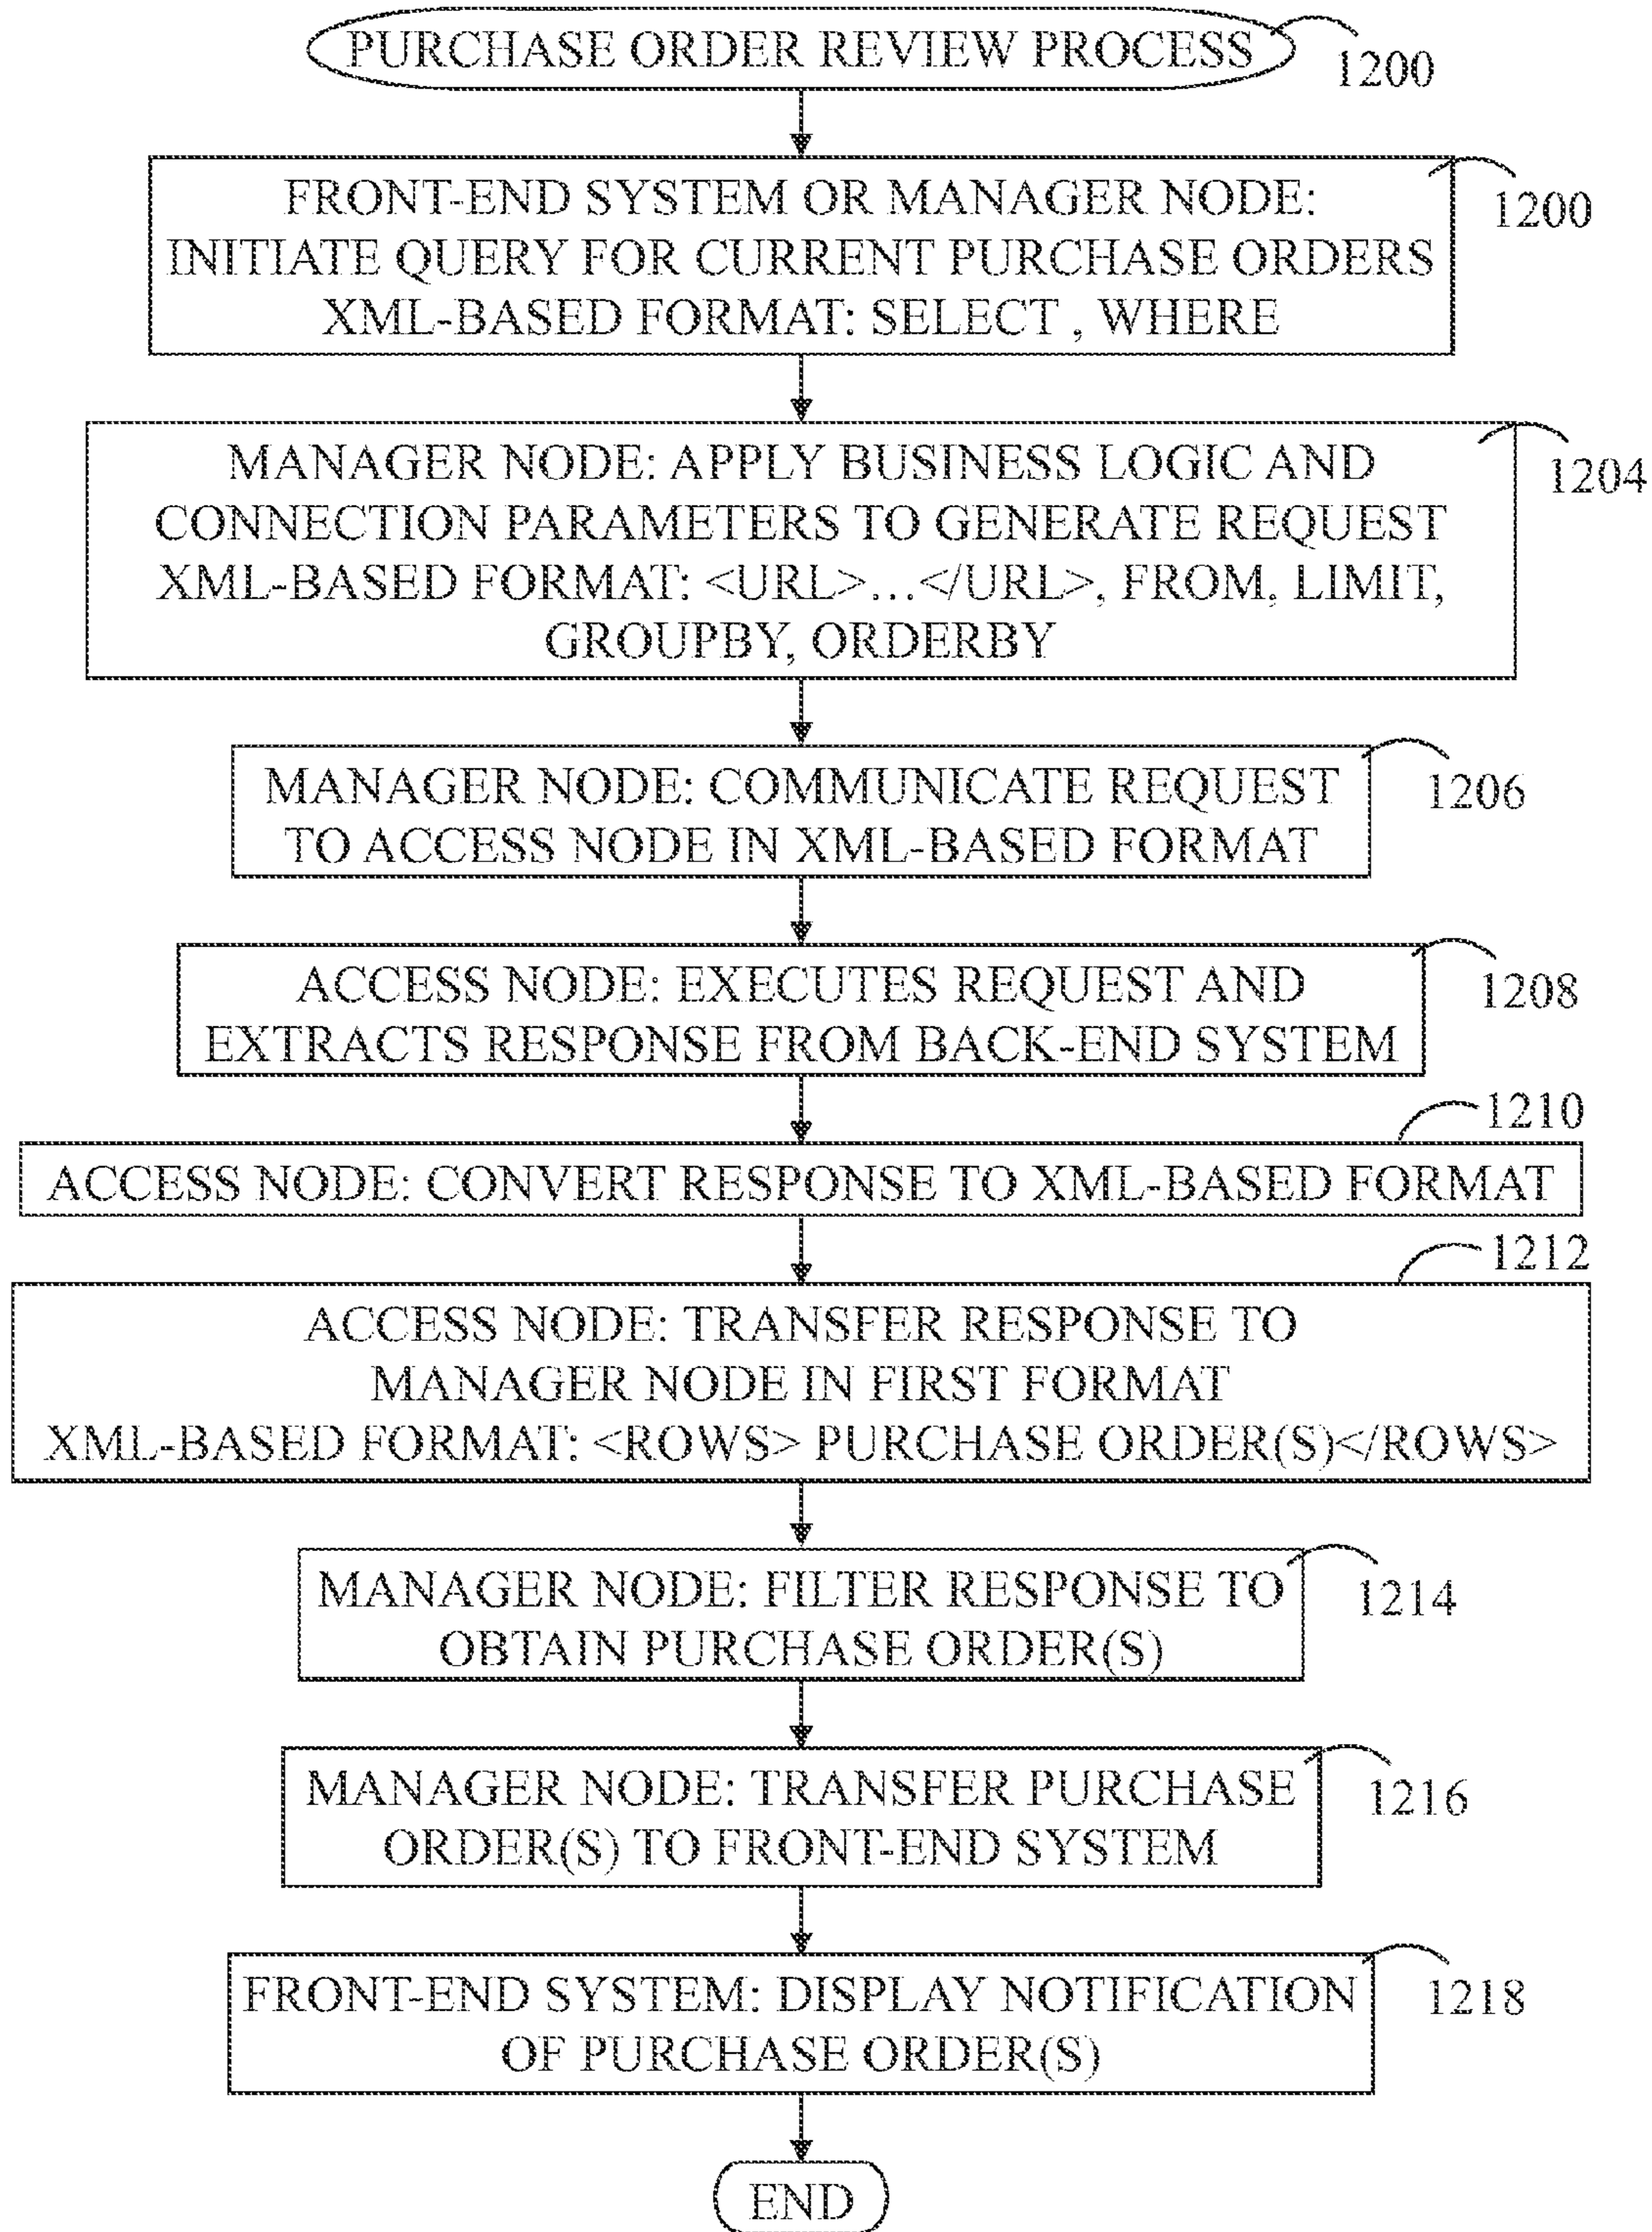 PURCHASE ORDER REVIEW PROCESS
1200
FRONT-END SYSTEM OR MANAGER NODE:
INITIATE QUERY FOR CURRENT PURCHASE ORDERS
XML-BASED FORMAT: SELECT , WHERE
1200
MANAGER NODE: APPLY BUSINESS LOGIC AND
CONNECTION PARAMETERS TO GENERATE REQUEST
XML-BASED FORMAT: <URL>...</URL>, FROM, LIMIT,
GROUPBY, ORDERBY
1204
MANAGER NODE: COMMUNICATE REQUEST
TO ACCESS NODE IN XML-BASED FORMAT
1206
ACCESS NODE: EXECUTES REQUEST AND
EXTRACTS RESPONSE FROM BACK-END SYSTEM
1208
1210
ACCESS NODE: CONVERT RESPONSE TO XML-BASED FORMAT
1212
ACCESS NODE: TRANSFER RESPONSE TO
MANAGER NODE IN FIRST FORMAT
XML-BASED FORMAT: <ROWS> PURCHASE ORDER(S)</ROWS>
MANAGER NODE: FILTER RESPONSE TO
OBTAIN PURCHASE ORDER(S)
1214
MANAGER NODE: TRANSFER PURCHASE
ORDER(S) TO FRONT-END SYSTEM
1216
FRONT-END SYSTEM: DISPLAY NOTIFICATION
OF PURCHASE ORDER(S)
1218
END